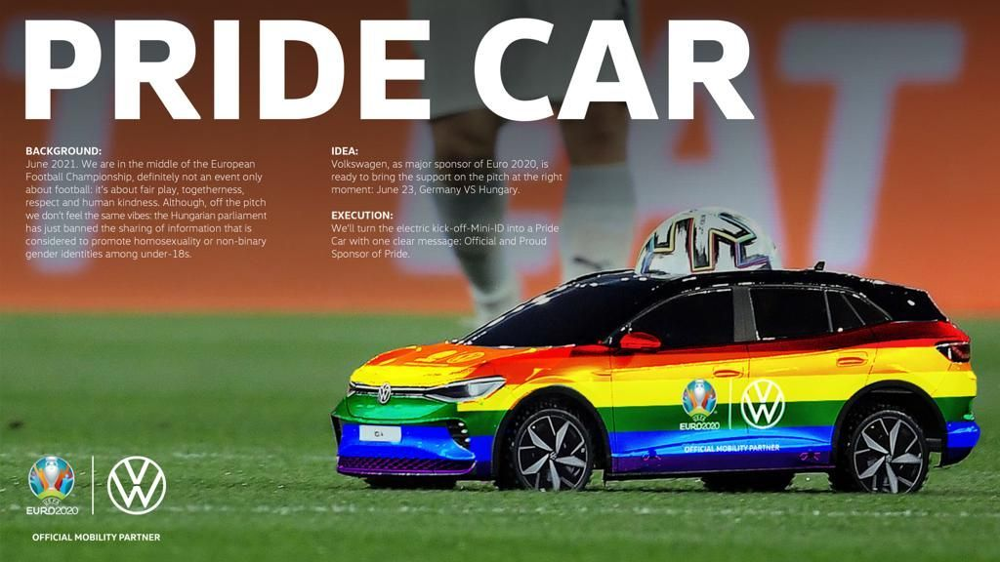 PRIDE CAR
BACKGROUND:
June 2021. We are in the middle of the European
Football Championship, definitely not an event only
about football: it's about fair play, togetherness,
respect and human kindness. Although, off the pitch
we don't feel the same vibes: the Hungarian parliament
has just banned the sharing of information that is
considered to promote homosexuality or non-binary
gender identities among under-18s.
IDEA:
Volkswagen, as major sponsor of Euro 2020, is
ready to bring the support on the pitch at the right
moment: June 23, Germany VS Hungary.
EXECUTION:
We'll turn the electric kick-off-Mini-ID into a Pride
Car with one clear message: Official and Proud
Sponsor of Pride.
UEFA
EURO2020
OFFICIAL MOBILITY PARTNER
UEFA
EURO2020
OFFICIAL MOBILITY PARTNER